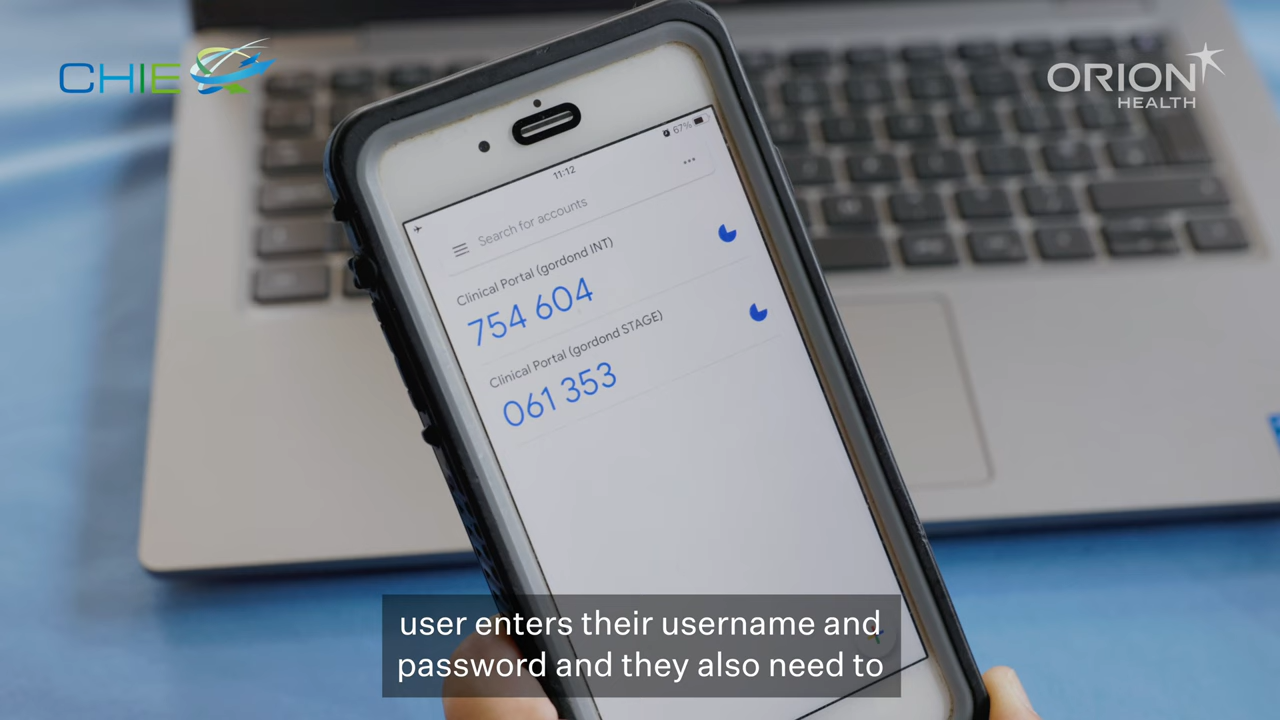 CHIE
ORION
HEALTH
11:12
67%
Search for accounts
Clinical Portal (gordond INT)
754 604
Clinical Portal (gordond STAGE)
061 353
user enters their username and
password and they also need to